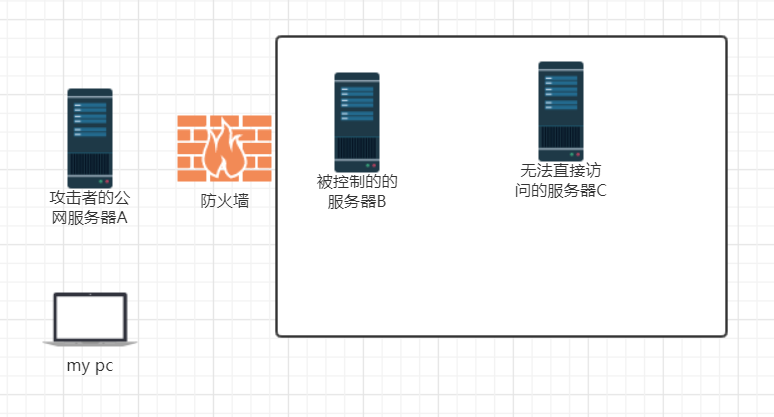 攻击者的公
网服务器A
防火墙
被控制的的
服务器B
无法直接访
问的服务器C
my pc